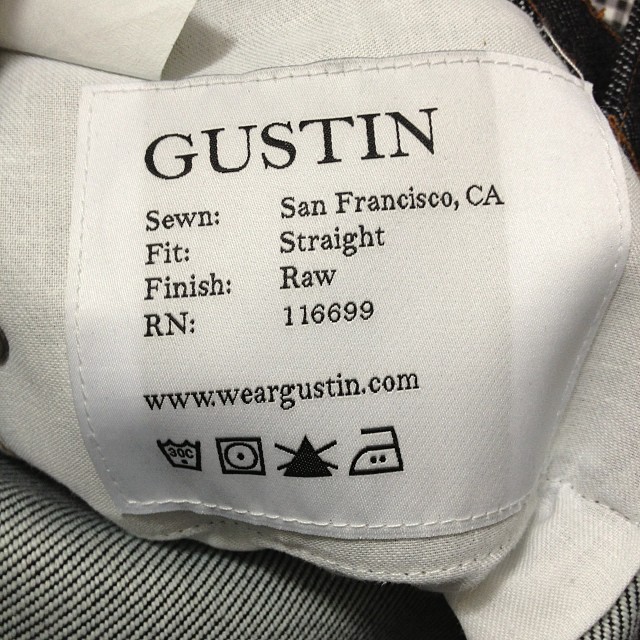 GUSTIN
Sewn: San Francisco, CA
Fit: Straight
Finish: Raw
RN: 116699
www.weargustin.com
30C